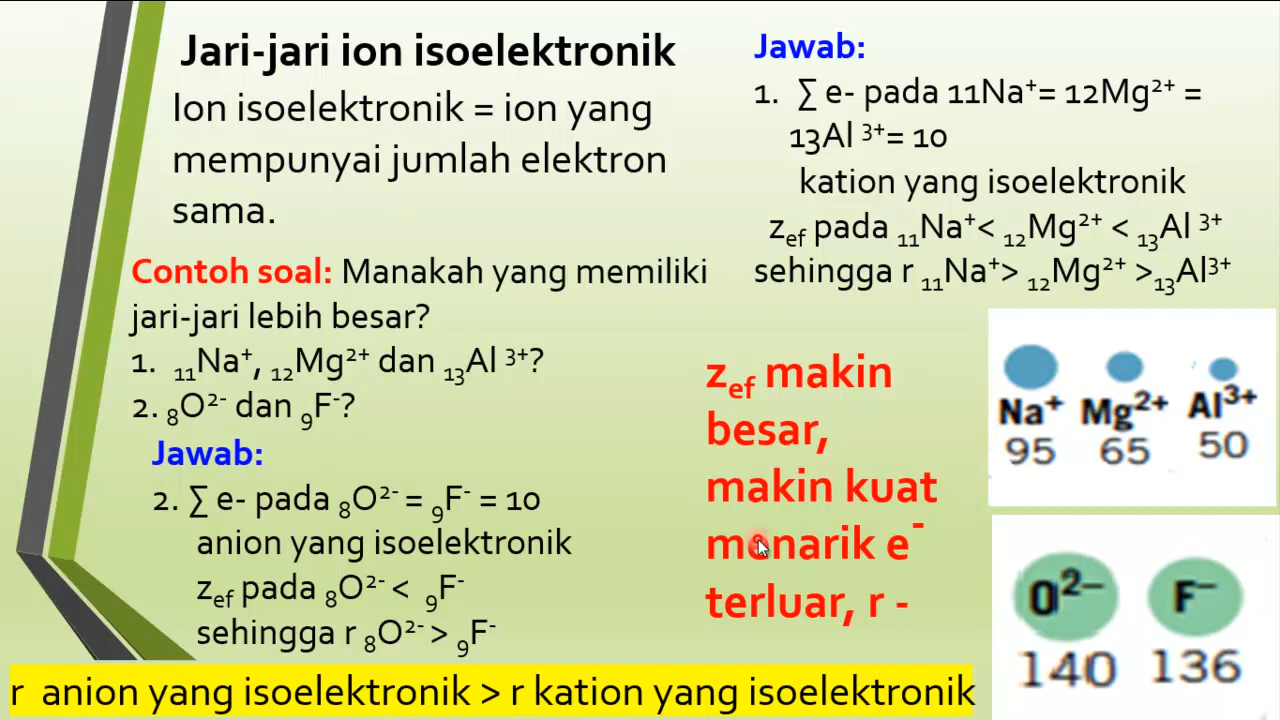 Jari-jari ion isoelektronik
Ion isoelektronik = ion yang
mempunyai jumlah elektron
sama.
Contoh soal: Manakah yang memiliki
jari-jari lebih besar?
1. ₁₁Na⁺, ₁₂Mg²⁺ dan ₁₃Al ³⁺?
2. ₈O²⁻ dan ₉F⁻?
Jawab:
2. ∑ e- pada ₈O²⁻ = ₉F⁻ = 10
anion yang isoelektronik
zₑf pada ₈O²⁻ < ₉F⁻
sehingga r ₈O²⁻ > ₉F⁻
Jawab:
1. ∑ e- pada 11Na⁺= 12Mg²⁺ =
13Al ³⁺= 10
kation yang isoelektronik
zₑf pada ₁₁Na⁺< ₁₂Mg²⁺ < ₁₃Al ³⁺
sehingga r ₁₁Na⁺> ₁₂Mg²⁺ >₁₃Al³⁺
zₑf makin
besar,
makin kuat
menarik e⁻
terluar, r -
Na⁺ Mg²⁺ Al³⁺
95 65 50
O²⁻ F⁻
140 136
r anion yang isoelektronik > r kation yang isoelektronik